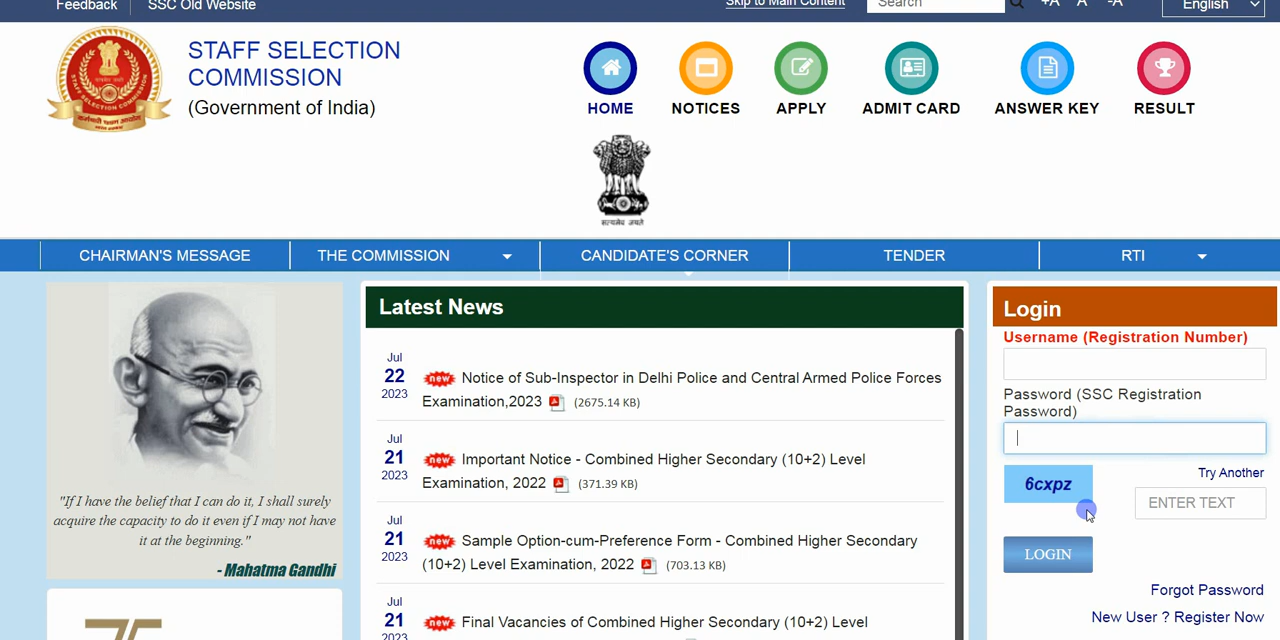 Feedback
SSC Old Website
Skip to Main Content
Search
+A A -A
English
STAFF SELECTION
COMMISSION
(Government of India)
HOME
NOTICES
APPLY
ADMIT CARD
ANSWER KEY
RESULT
सत्यमेव जयते
CHAIRMAN'S MESSAGE
THE COMMISSION
CANDIDATE'S CORNER
TENDER
RTI
"If I have the belief that I can do it, I shall surely
acquire the capacity to do it even if I may not have
it at the beginning."
- Mahatma Gandhi
Latest News
Jul
22
2023
new Notice of Sub-Inspector in Delhi Police and Central Armed Police Forces
Examination,2023 (2675.14 KB)
Jul
21
2023
new Important Notice - Combined Higher Secondary (10+2) Level
Examination, 2022 (371.39 KB)
Jul
21
2023
new Sample Option-cum-Preference Form - Combined Higher Secondary
(10+2) Level Examination, 2022 (703.13 KB)
Jul
21
2023
new Final Vacancies of Combined Higher Secondary (10+2) Level
Login
Username (Registration Number)
Password (SSC Registration
Password)
6cxpz
Try Another
ENTER TEXT
LOGIN
Forgot Password
New User ? Register Now